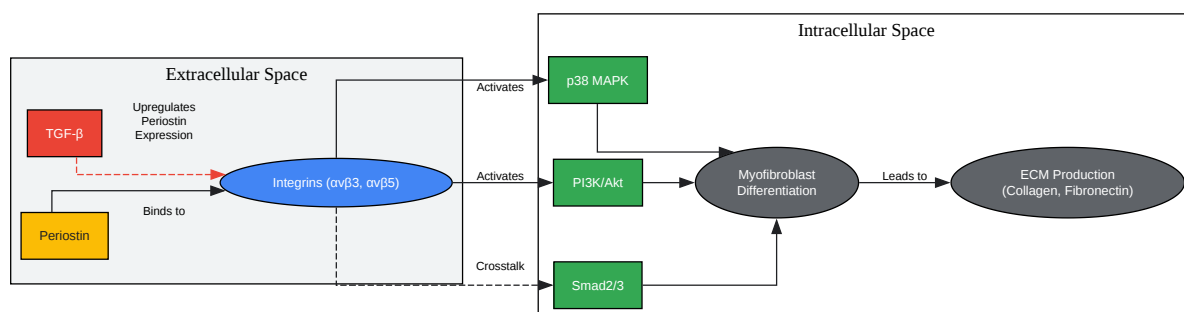 Intracellular Space
Extracellular Space
p38 MAPK
Activates
Upregulates
Periostin
Expression
TGF-β
Integrins (αvβ3, αvβ5)
Activates
PI3K/Akt
Myofibroblast
Differentiation
Leads to
ECM Production
(Collagen, Fibronectin)
Binds to
Periostin
Crosstalk
Smad2/3